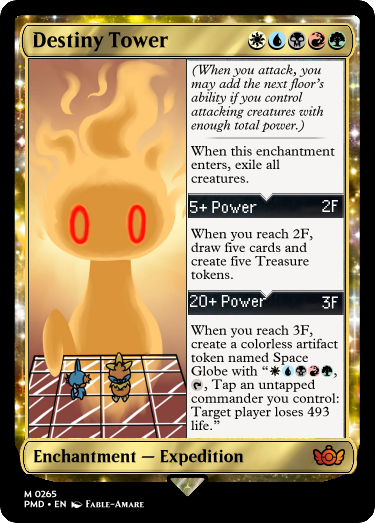 Destiny Tower
(When you attack, you
may add the next floor's
ability if you control
attacking creatures with
enough total power.)
When this enchantment
enters, exile all
creatures.
5+ Power 2F
When you reach 2F,
draw five cards and
create five Treasure
tokens.
20+ Power 3F
When you reach 3F,
create a colorless artifact
token named Space
Globe with “
, Tap an untapped
commander you control:
Target player loses 493
life.”
Enchantment — Expedition
M 0265
PMD • EN Fable-Amare